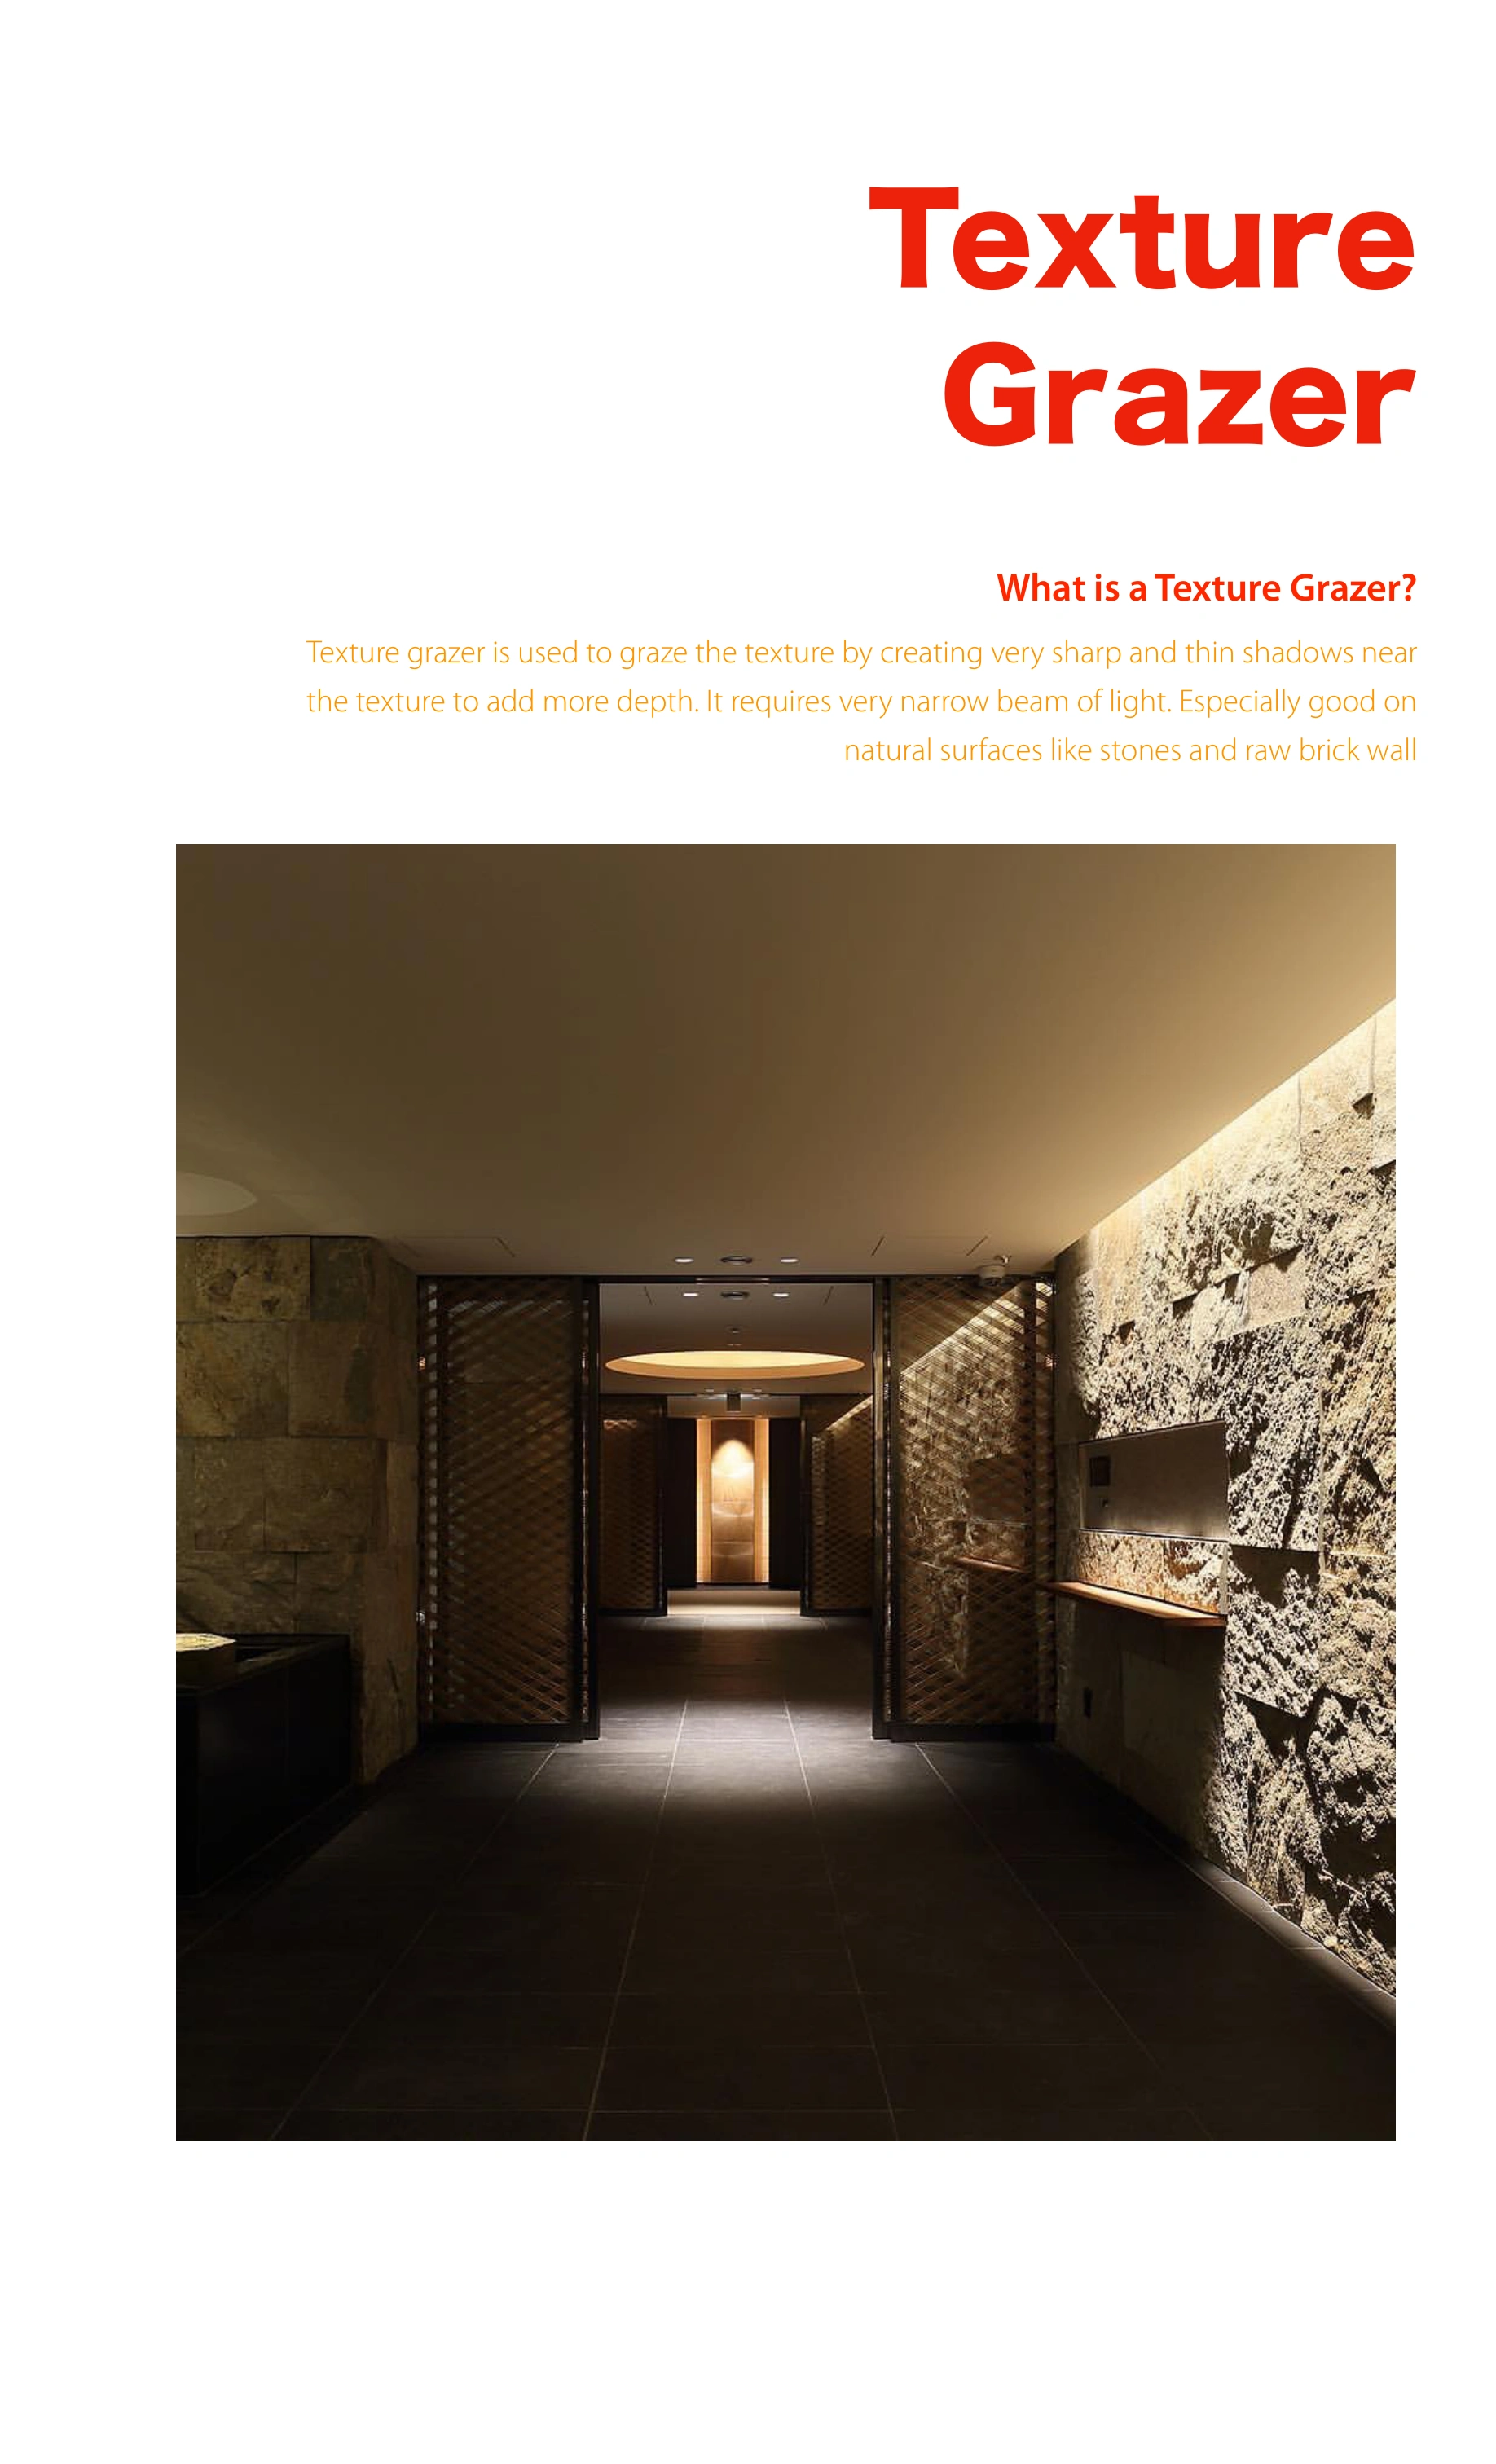 Texture
Grazer
What is a Texture Grazer?
Texture grazer is used to graze the texture by creating very sharp and thin shadows near
the texture to add more depth. It requires very narrow beam of light. Especially good on
natural surfaces like stones and raw brick wall